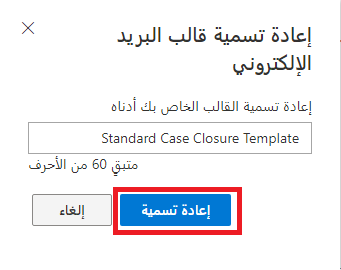 إعادة تسمية قالب البريد
الإلكتروني
إعادة تسمية القالب الخاص بك أدناه
Standard Case Closure Template
متبقٍ 60 من الأحرف
إعادة تسمية
إلغاء